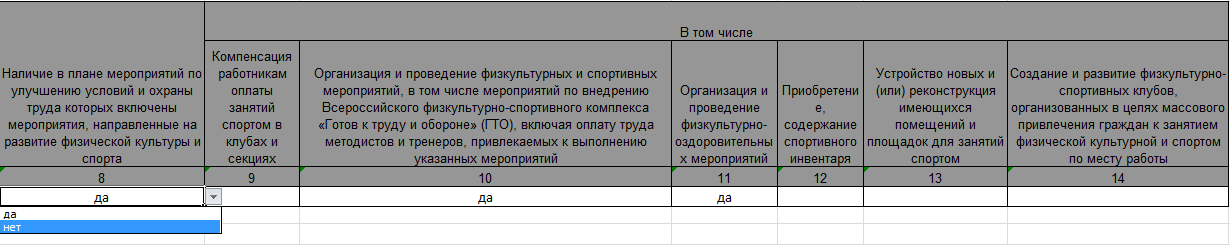 В том числе
Наличие в плане мероприятий по
улучшению условий и охраны
труда которых включены
мероприятия, направленные на
развитие физической культуры и
спорта
Компенсация
работникам
оплаты
занятий
спортом в
клубах и
секциях
Организация и проведение физкультурных и спортивных
мероприятий, в том числе мероприятий по внедрению
Всероссийского физкультурно-спортивного комплекса
«Готов к труду и обороне» (ГТО), включая оплату труда
методистов и тренеров, привлекаемых к выполнению
указанных мероприятий
Организация и
проведение
физкультурно-
оздоровительны
х мероприятий
Приобретени
е,
содержание
спортивного
инвентаря
Устройство новых и
(или) реконструкция
имеющихся
помещений и
площадок для занятий
спортом
Создание и развитие физкультурно-
спортивных клубов,
организованных в целях массового
привлечения граждан к занятием
физической культурной и спортом
по месту работы
8 9 10 11 12 13 14
да да да
да
нет